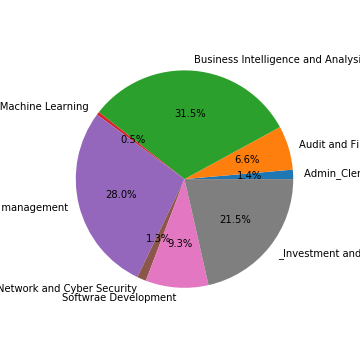 Business Intelligence and Analysi
31.5%
Machine Learning
0.5%
Audit and Fi
6.6%
1.4%
Admin_Cler
28.0%
management
21.5%
1.3%
9.3%
_Investment and
Network and Cyber Security
Softwrae Development